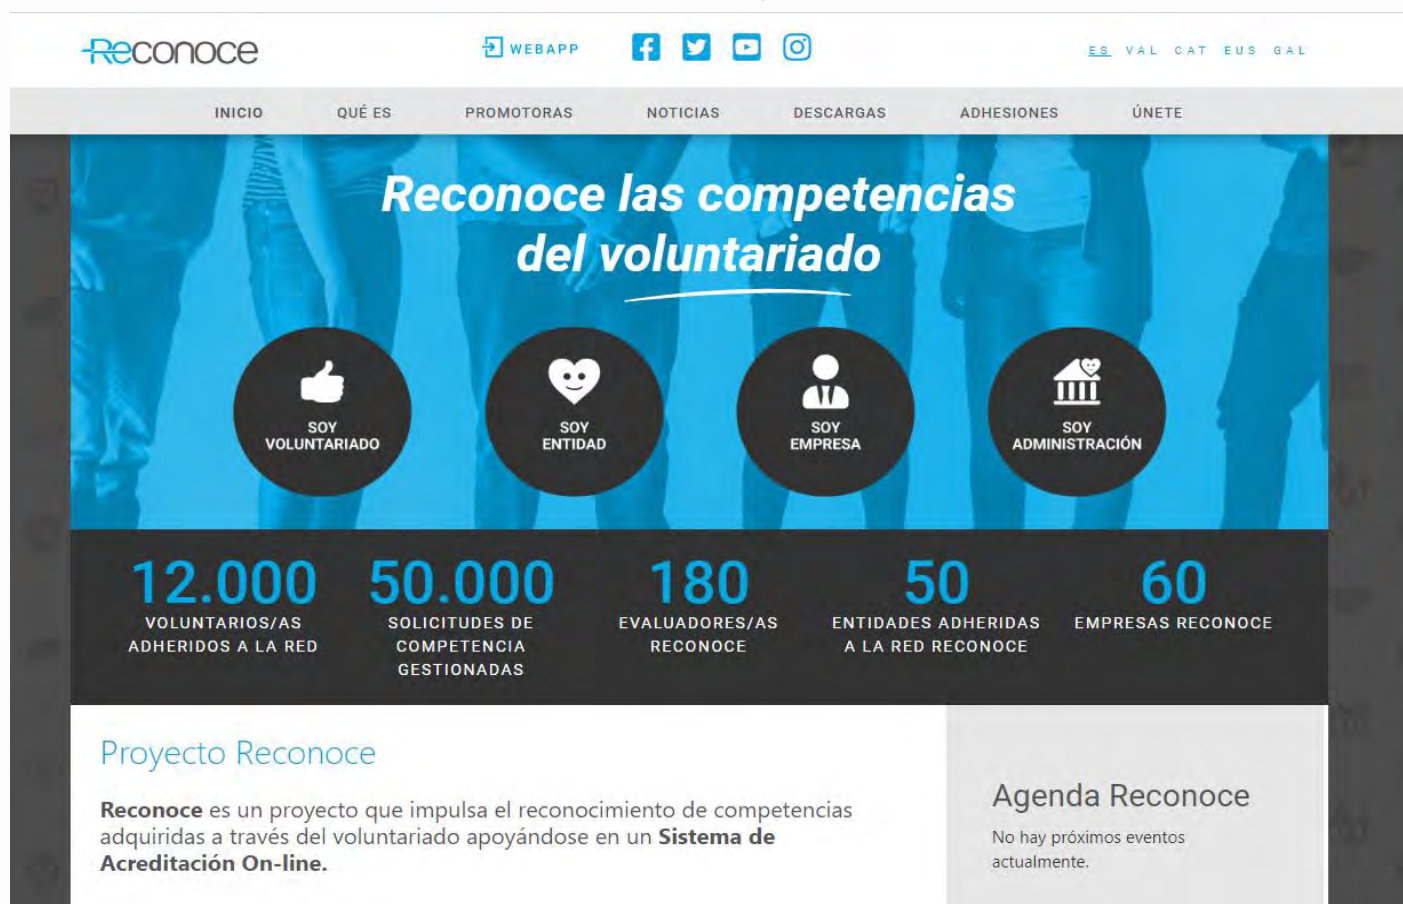 Reconoce
WEBAPP
ES VAL CAT EUS GAL
INICIO QUÉ ES PROMOTORAS NOTICIAS DESCARGAS ADHESIONES ÚNETE
Reconoce las competencias
del voluntariado
SOY
VOLUNTARIADO
SOY
ENTIDAD
SOY
EMPRESA
SOY
ADMINISTRACIÓN
12.000
VOLUNTARIOS/AS
ADHERIDOS A LA RED
50.000
SOLICITUDES DE
COMPETENCIA
GESTIONADAS
180
EVALUADORES/AS
RECONOCE
50
ENTIDADES ADHERIDAS
A LA RED RECONOCE
60
EMPRESAS RECONOCE
Proyecto Reconoce
Reconoce es un proyecto que impulsa el reconocimiento de competencias
adquiridas a través del voluntariado apoyándose en un Sistema de
Acreditación On-line.
Agenda Reconoce
No hay próximos eventos
actualmente.